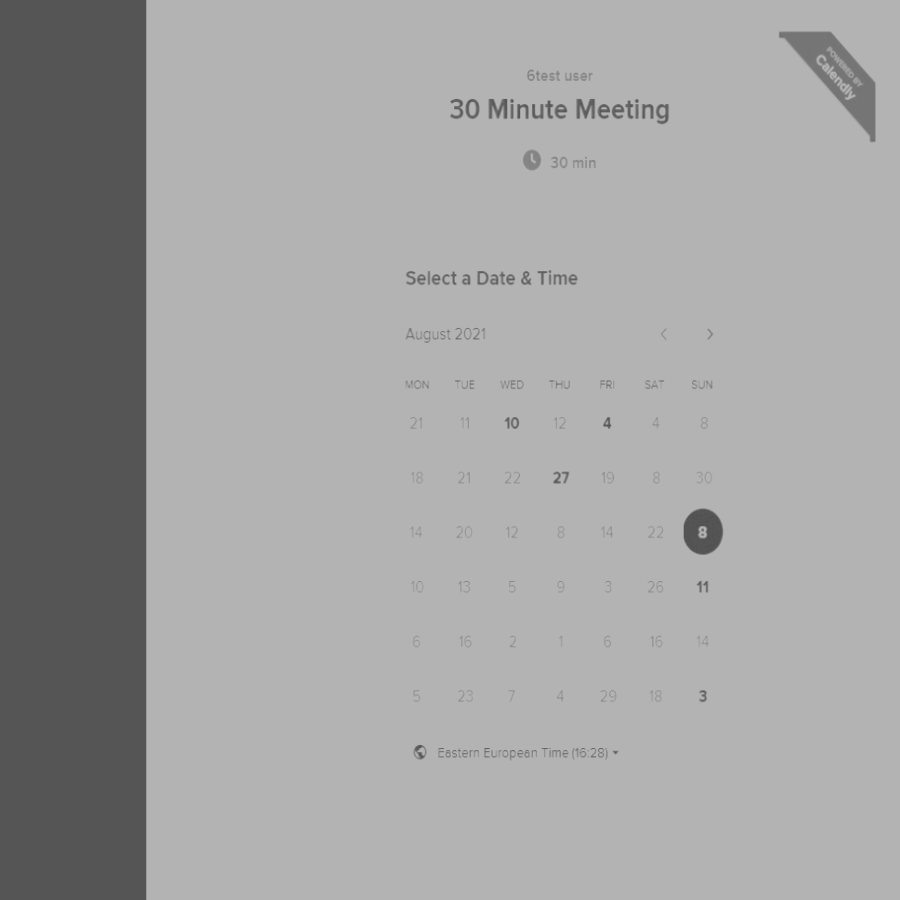 POWERED BY
Calendly
6test user
30 Minute Meeting
30 min
Select a Date & Time
August 2021
MON TUE WED THU FRI SAT SUN
21 11 10 12 4 4 8
18 21 22 27 19 8 30
14 20 12 8 14 22 8
10 13 5 9 3 26 11
6 16 2 1 6 16 14
5 23 7 4 29 18 3
Eastern European Time (16:28)